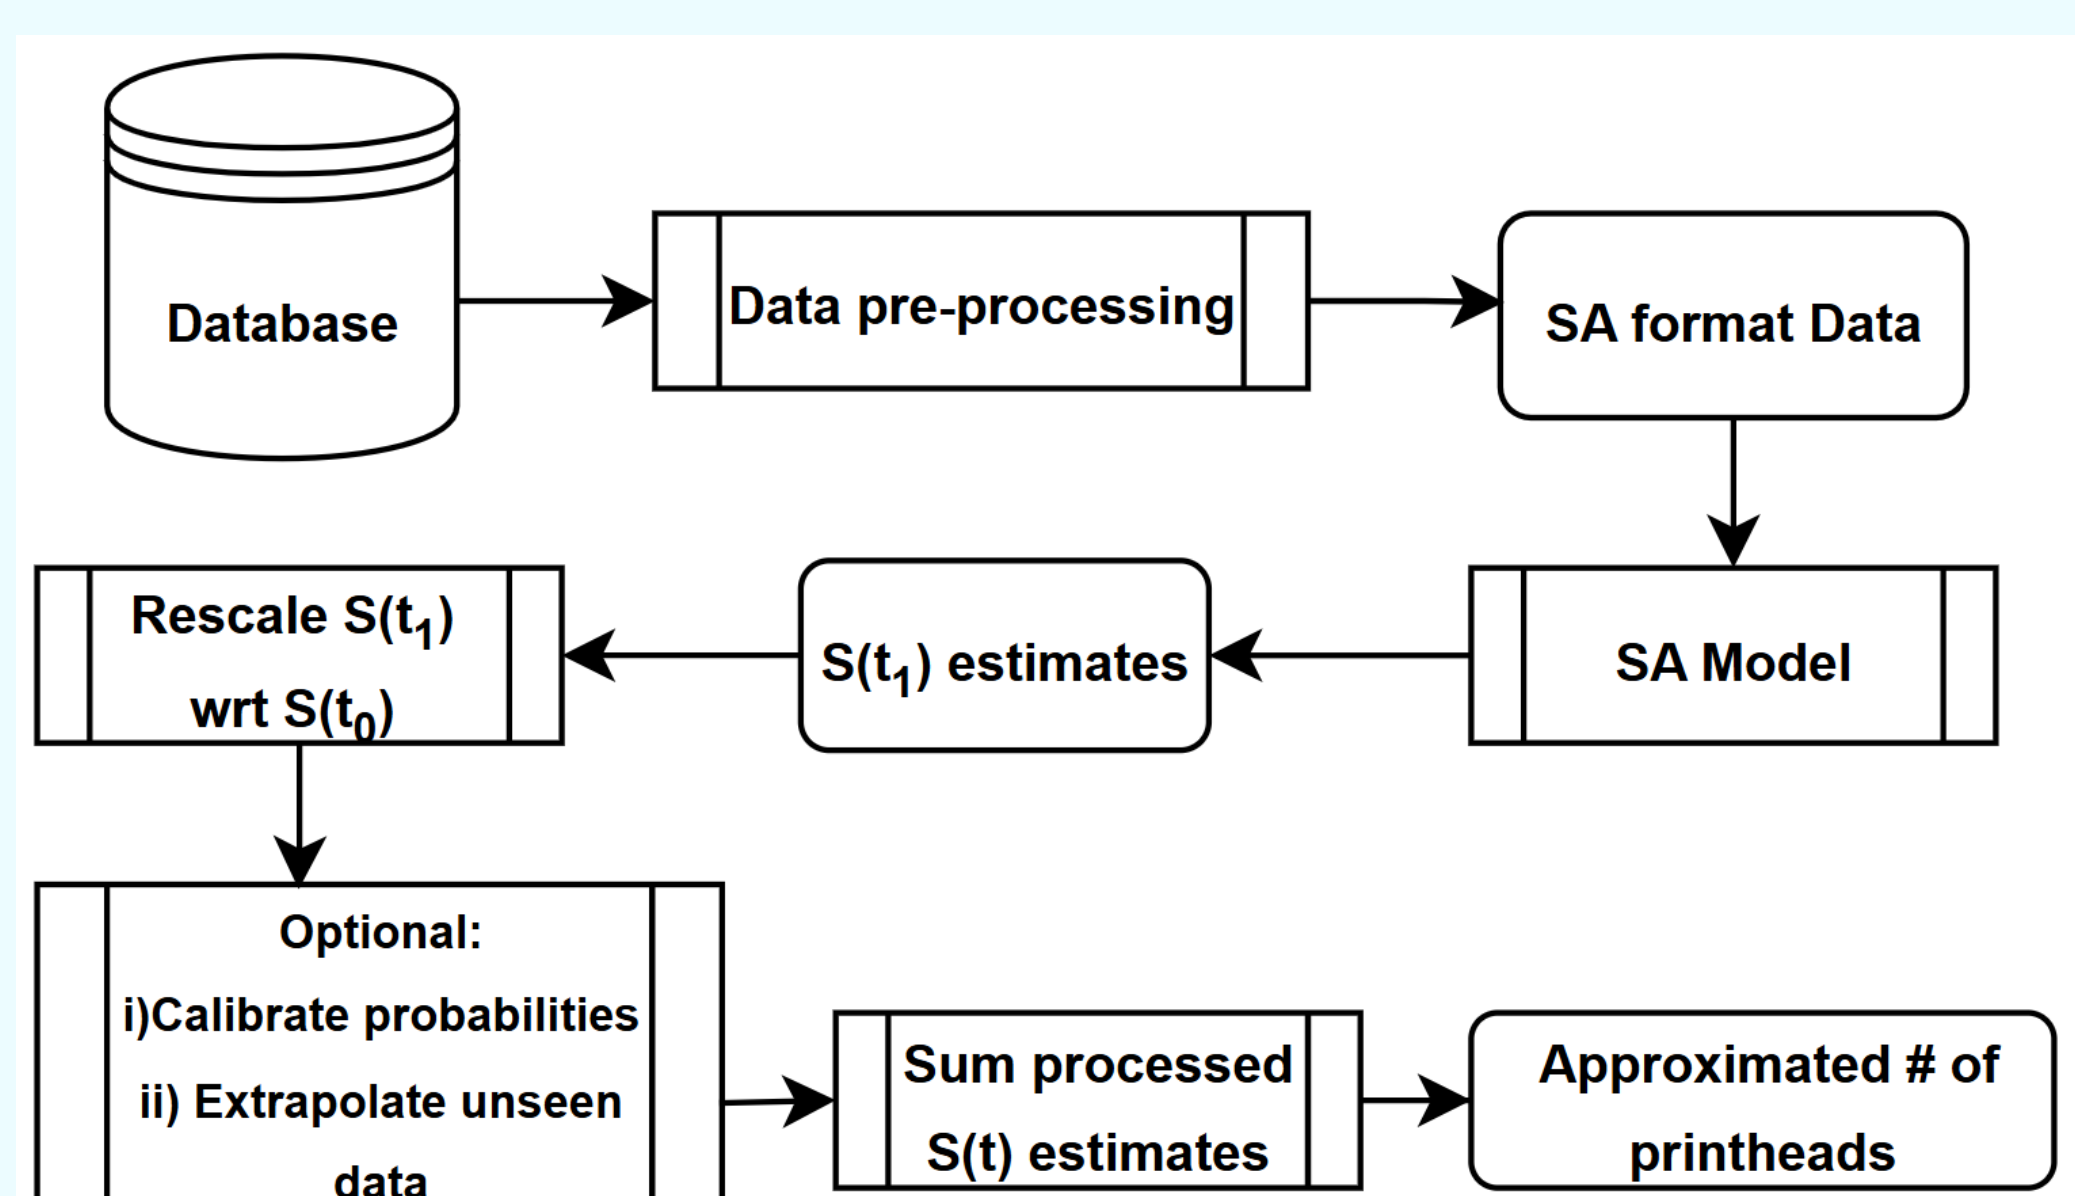 Database
Data pre-processing
SA format Data
Rescale S(t₁)
wrt S(t₀)
S(t₁) estimates
SA Model
Optional:
i)Calibrate probabilities
ii) Extrapolate unseen
data
Sum processed
S(t) estimates
Approximated # of
printheads